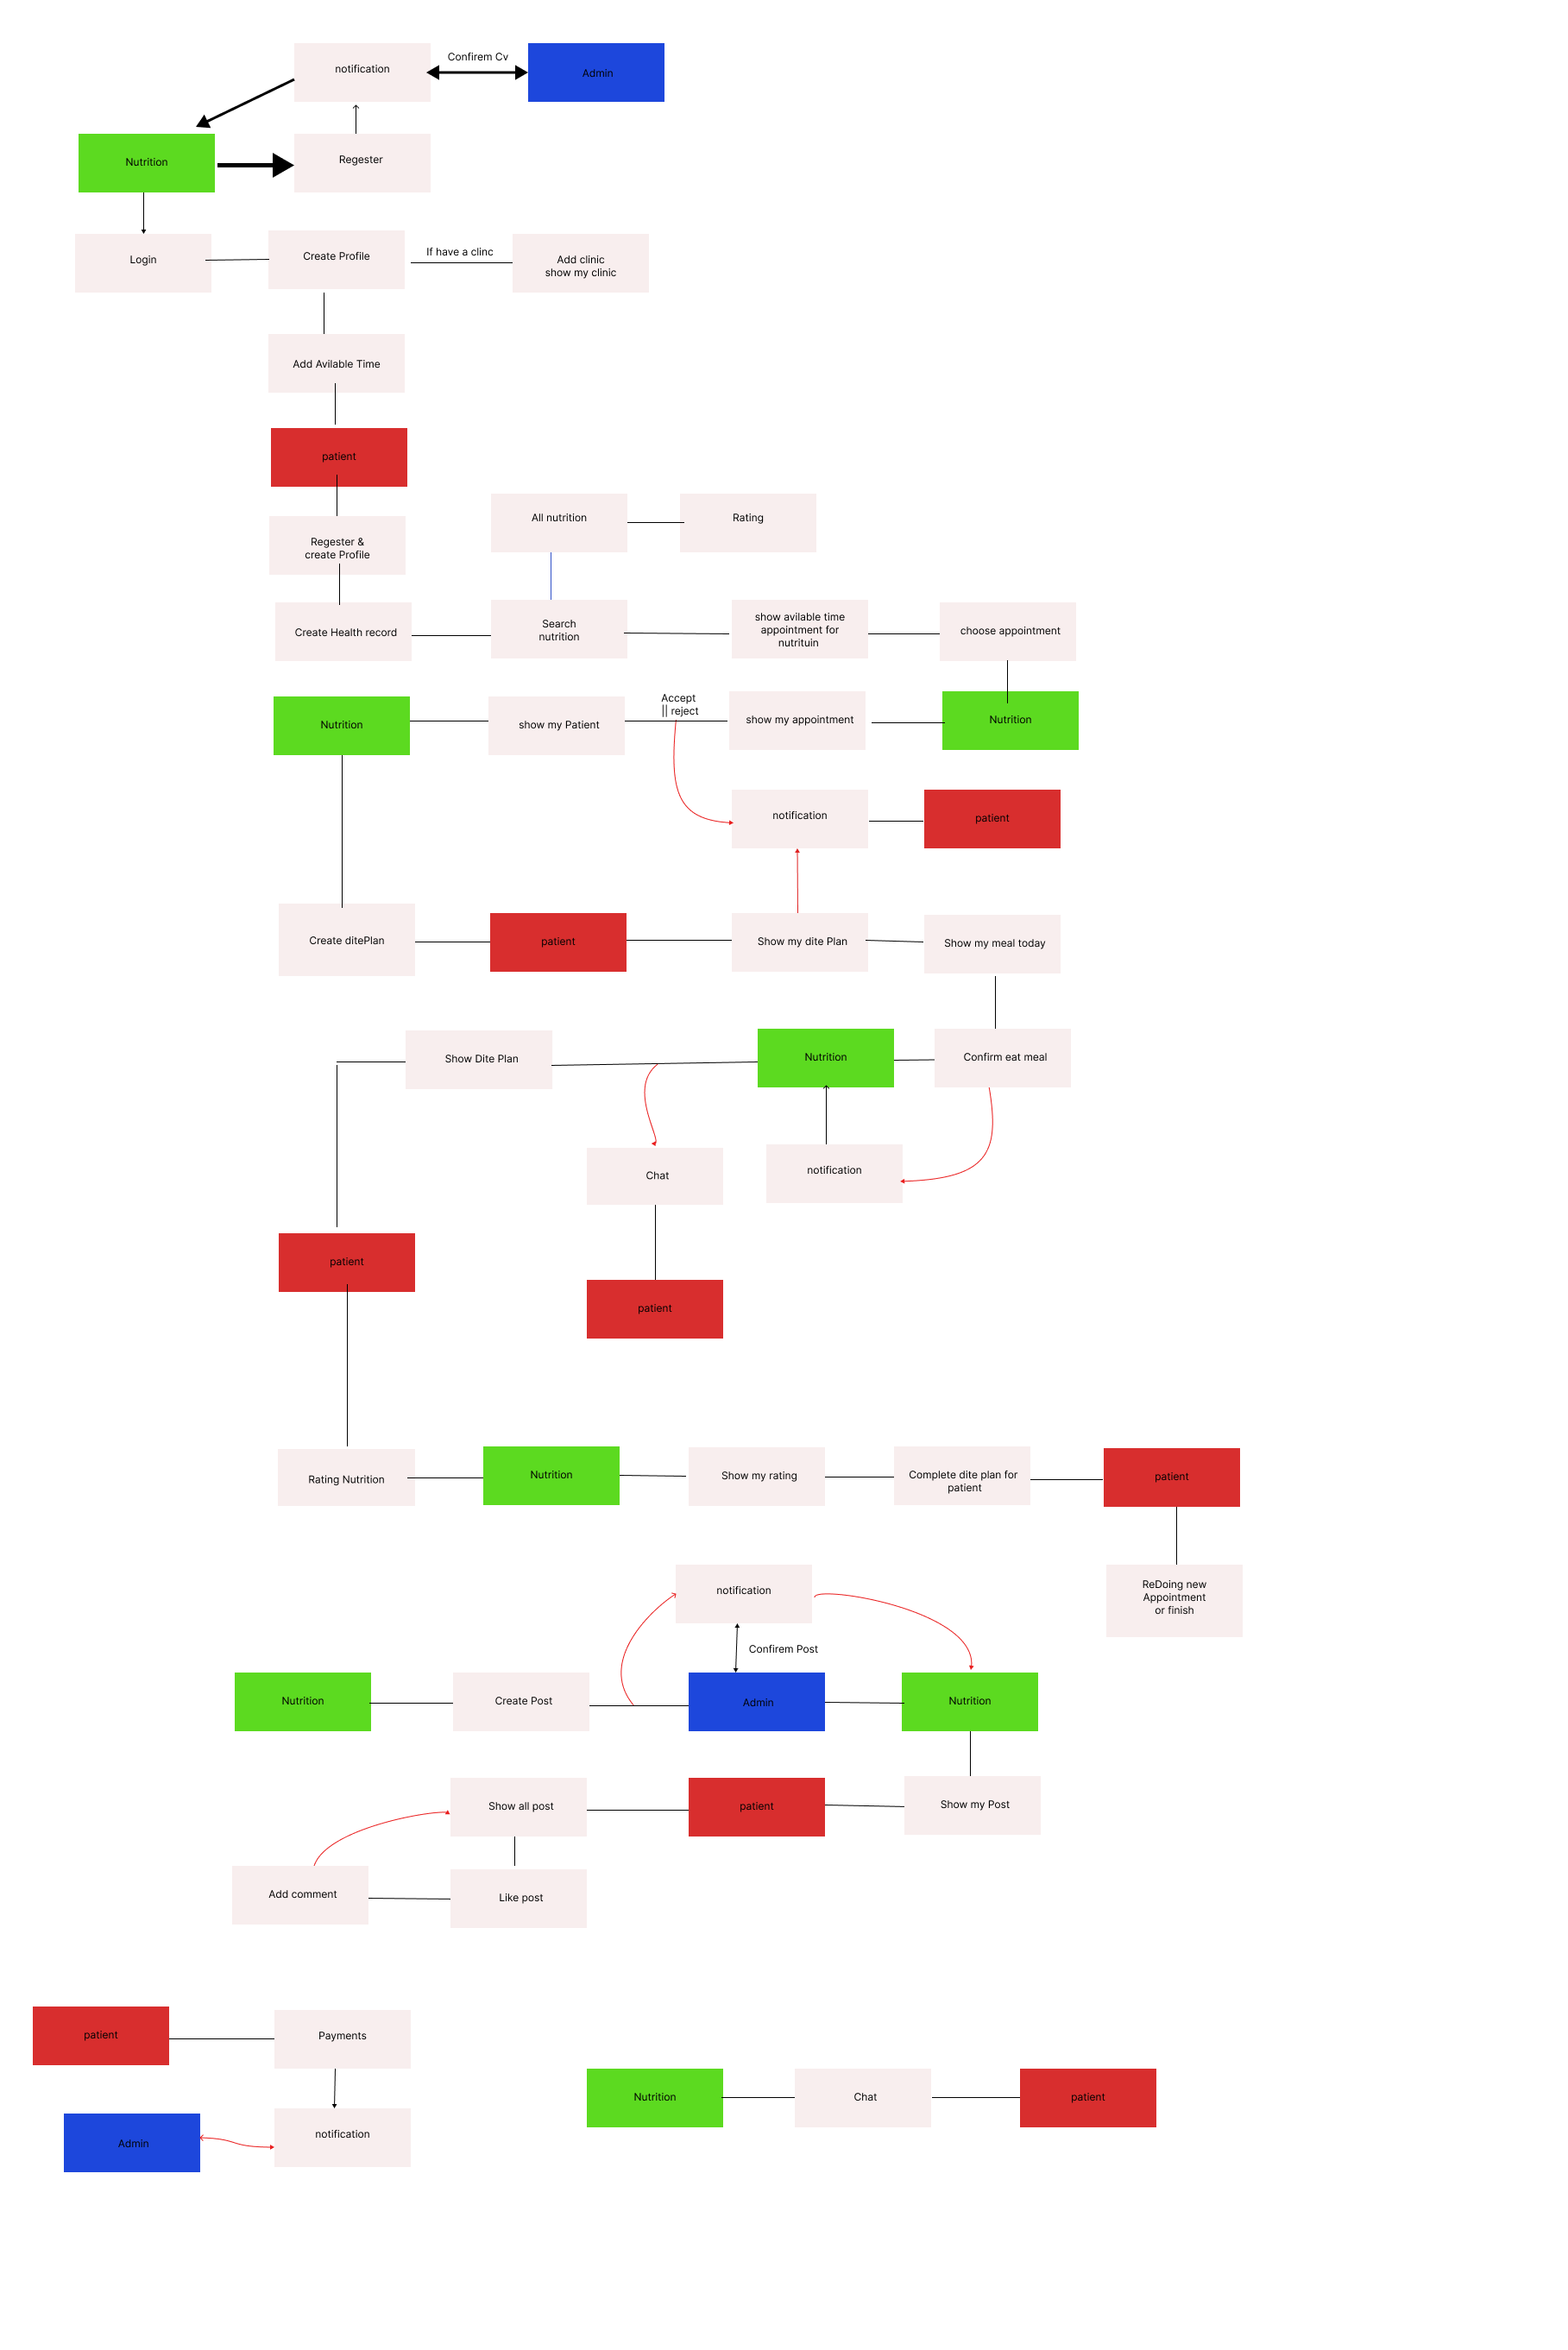 notification
Confirem Cv
Admin
Nutrition
Regester
Login
Create Profile
If have a clinc
Add clinic
show my clinic
Add Avilable Time
patient
All nutrition
Rating
Regester &
create Profile
Create Health record
Search
nutrition
show avilable time
appointment for
nutrituin
choose appointment
Nutrition
show my Patient
Accept
|| reject
show my appointment
Nutrition
notification
patient
Create ditePlan
patient
Show my dite Plan
Show my meal today
Show Dite Plan
Nutrition
Confirm eat meal
Chat
notification
patient
patient
Rating Nutrition
Nutrition
Show my rating
Complete dite plan for
patient
patient
notification
ReDoing new
Appointment
or finish
Confirem Post
Nutrition
Create Post
Admin
Nutrition
Show all post
patient
Show my Post
Add comment
Like post
patient
Payments
Nutrition
Chat
patient
Admin
notification